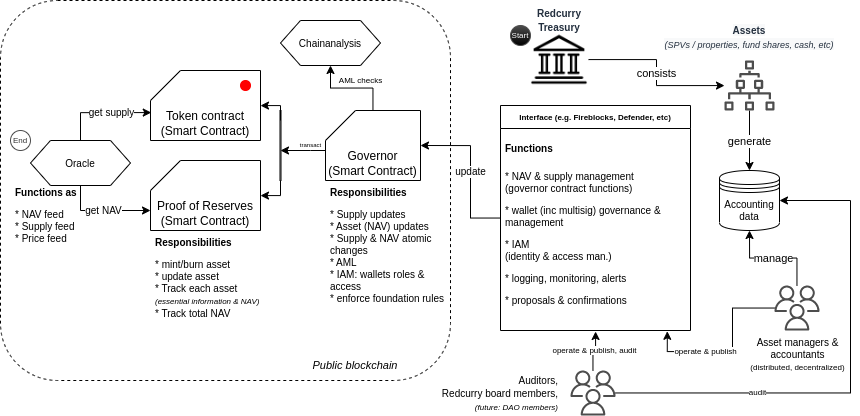 Redcurry
Treasury
Start
Assets
(SPVs / properties, fund shares, cash, etc)
consists
Chainanalysis
AML checks
get supply
Token contract
(Smart Contract)
End
Oracle
Functions as
* NAV feed
* Supply feed
* Price feed
get NAV
Proof of Reserves
(Smart Contract)
Responsibilities
* mint/burn asset
* update asset
* Track each asset
(essential information & NAV)
* Track total NAV
transact
Governor
(Smart Contract)
Responsibilities
* Supply updates
* Asset (NAV) updates
* Supply & NAV atomic
changes
* AML
* IAM: wallets roles &
access
* enforce foundation rules
Public blockchain
update
Interface (e.g. Fireblocks, Defender, etc)
Functions
* NAV & supply management
(governor contract functions)
* wallet (inc multisig) governance &
management
* IAM
(identity & access man.)
* logging, monitoring, alerts
* proposals & confirmations
generate
Accounting
data
manage
Asset managers &
accountants
(distributed, decentralized)
operate & publish
operate & publish, audit
Auditors,
Redcurry board members,
(future: DAO members)
audit